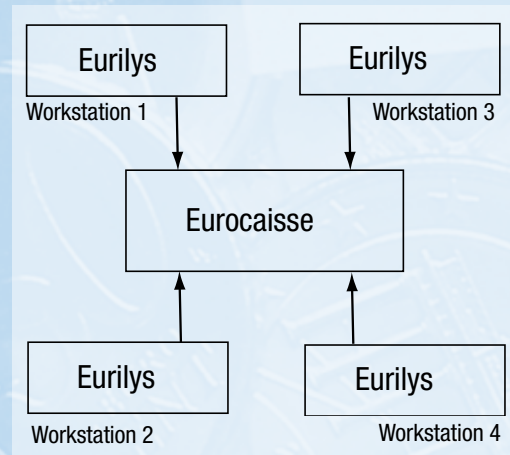 Eurilys
Workstation 1
Eurilys
Workstation 3
Eurocaisse
Eurilys
Workstation 2
Eurilys
Workstation 4